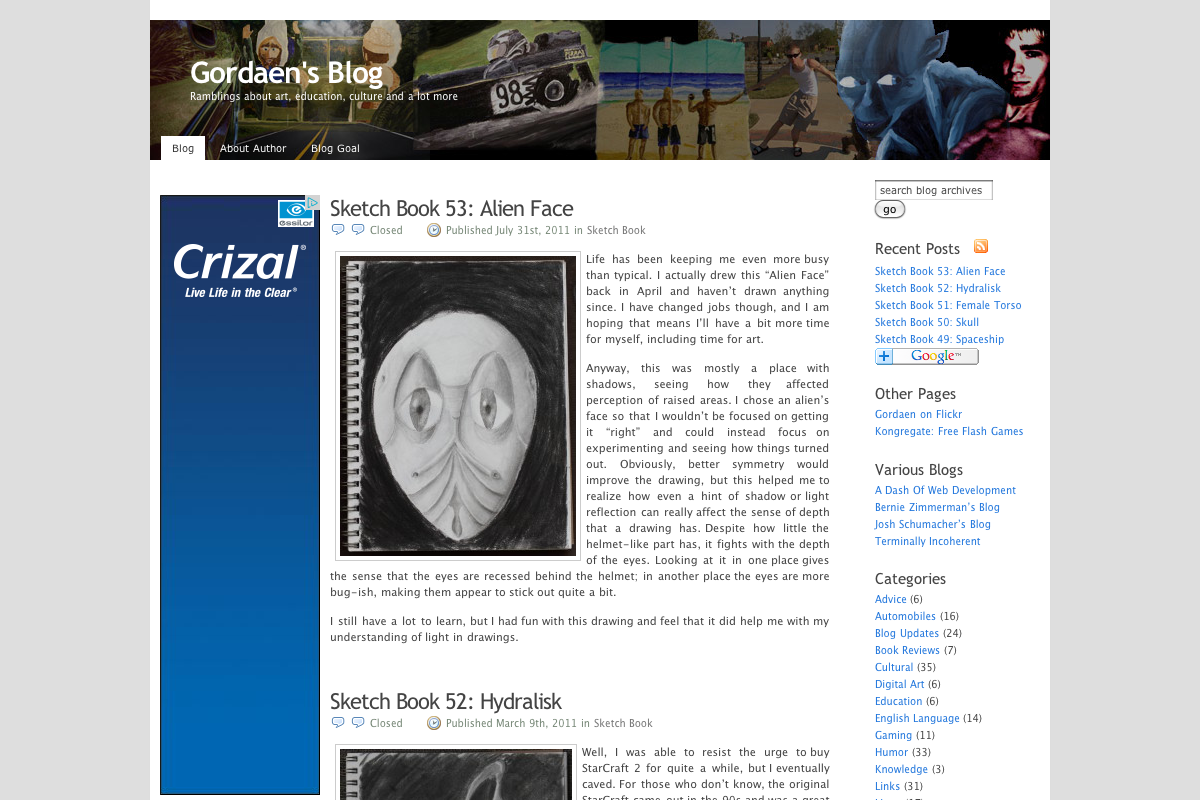 Gordaen's Blog
Ramblings about art, education, culture and a lot more
98
Blog
About Author
Blog Goal
essilor
Crizal®
Live Life in the Clear®
Sketch Book 53: Alien Face
Closed
Published July 31st, 2011 in Sketch Book
Life has been keeping me even more busy
than typical. I actually drew this “Alien Face”
back in April and haven’t drawn anything
since. I have changed jobs though, and I am
hoping that means I’ll have a bit more time
for myself, including time for art.
Anyway, this was mostly a place with
shadows, seeing how they affected
perception of raised areas. I chose an alien’s
face so that I wouldn’t be focused on getting
it “right” and could instead focus on
experimenting and seeing how things turned
out. Obviously, better symmetry would
improve the drawing, but this helped me to
realize how even a hint of shadow or light
reflection can really affect the sense of depth
that a drawing has. Despite how little the
helmet-like part has, it fights with the depth
of the eyes. Looking at it in one place gives
the sense that the eyes are recessed behind the helmet; in another place the eyes are more
bug-ish, making them appear to stick out quite a bit.
I still have a lot to learn, but I had fun with this drawing and feel that it did help me with my
understanding of light in drawings.
Sketch Book 52: Hydralisk
Closed
Published March 9th, 2011 in Sketch Book
Well, I was able to resist the urge to buy
StarCraft 2 for quite a while, but I eventually
caved. For those who don’t know, the original
StarCraft came out in the 90s and was a great
search blog archives
go
Recent Posts
Sketch Book 53: Alien Face
Sketch Book 52: Hydralisk
Sketch Book 51: Female Torso
Sketch Book 50: Skull
Sketch Book 49: Spaceship
Google™
Other Pages
Gordaen on Flickr
Kongregate: Free Flash Games
Various Blogs
A Dash Of Web Development
Bernie Zimmerman’s Blog
Josh Schumacher’s Blog
Terminally Incoherent
Categories
Advice (6)
Automobiles (16)
Blog Updates (24)
Book Reviews (7)
Cultural (35)
Digital Art (6)
Education (6)
English Language (14)
Gaming (11)
Humor (33)
Knowledge (3)
Links (31)